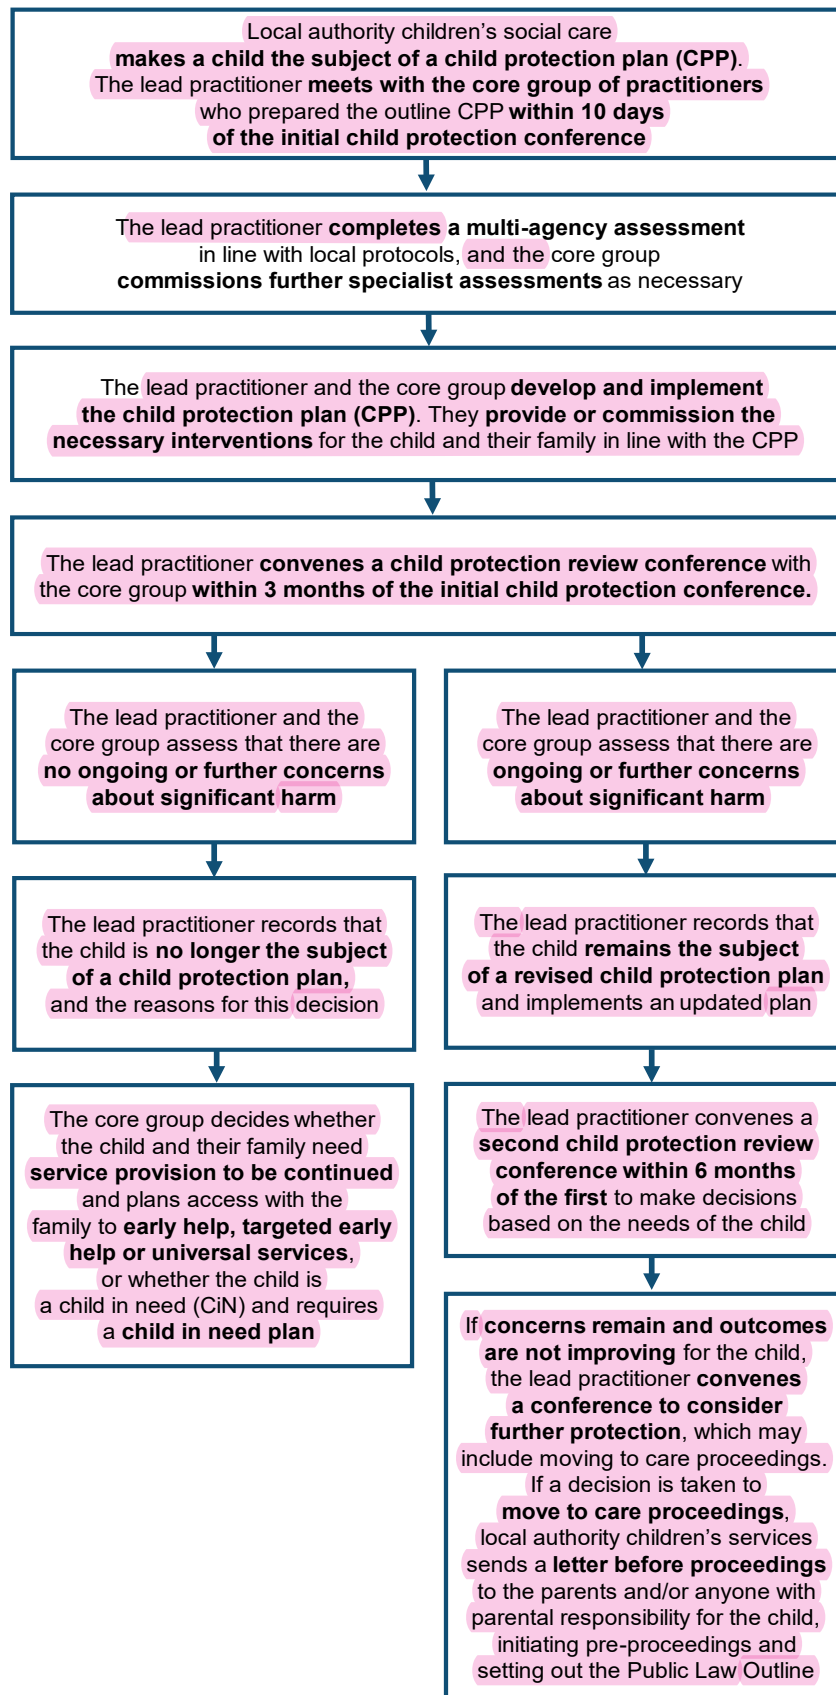 Local authority children’s social care
makes a child the subject of a child protection plan (CPP).
The lead practitioner meets with the core group of practitioners
who prepared the outline CPP within 10 days
of the initial child protection conference
The lead practitioner completes a multi-agency assessment
in line with local protocols, and the core group
commissions further specialist assessments as necessary
The lead practitioner and the core group develop and implement
the child protection plan (CPP). They provide or commission the
necessary interventions for the child and their family in line with the CPP
The lead practitioner convenes a child protection review conference with
the core group within 3 months of the initial child protection conference.
The lead practitioner and the
core group assess that there are
no ongoing or further concerns
about significant harm
The lead practitioner records that
the child is no longer the subject
of a child protection plan,
and the reasons for this decision
The core group decides whether
the child and their family need
service provision to be continued
and plans access with the
family to early help, targeted early
help or universal services,
or whether the child is
a child in need (CiN) and requires
a child in need plan
The lead practitioner and the
core group assess that there are
ongoing or further concerns
about significant harm
The lead practitioner records that
the child remains the subject
of a revised child protection plan
and implements an updated plan
The lead practitioner convenes a
second child protection review
conference within 6 months
of the first to make decisions
based on the needs of the child
If concerns remain and outcomes
are not improving for the child,
the lead practitioner convenes
a conference to consider
further protection, which may
include moving to care proceedings.
If a decision is taken to
move to care proceedings,
local authority children’s services
sends a letter before proceedings
to the parents and/or anyone with
parental responsibility for the child,
initiating pre-proceedings and
setting out the Public Law Outline